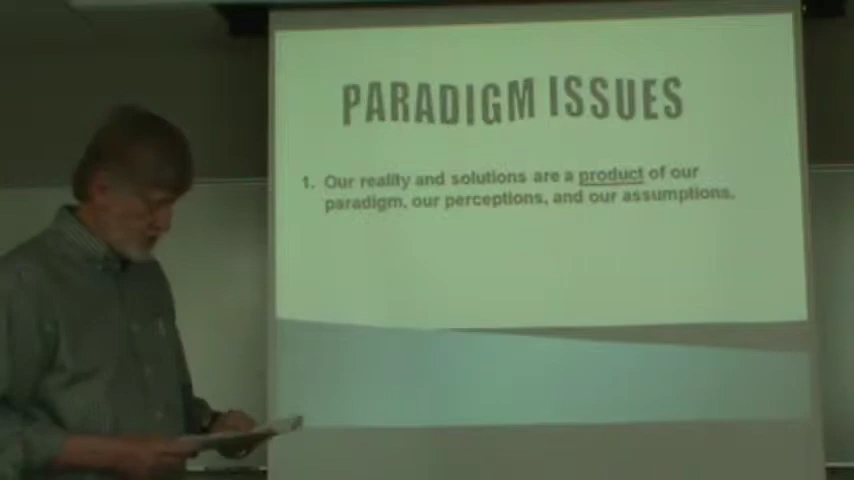 PARADIGM ISSUES
1. Our reality and solutions are a product of our
paradigm, our perceptions, and our assumptions.